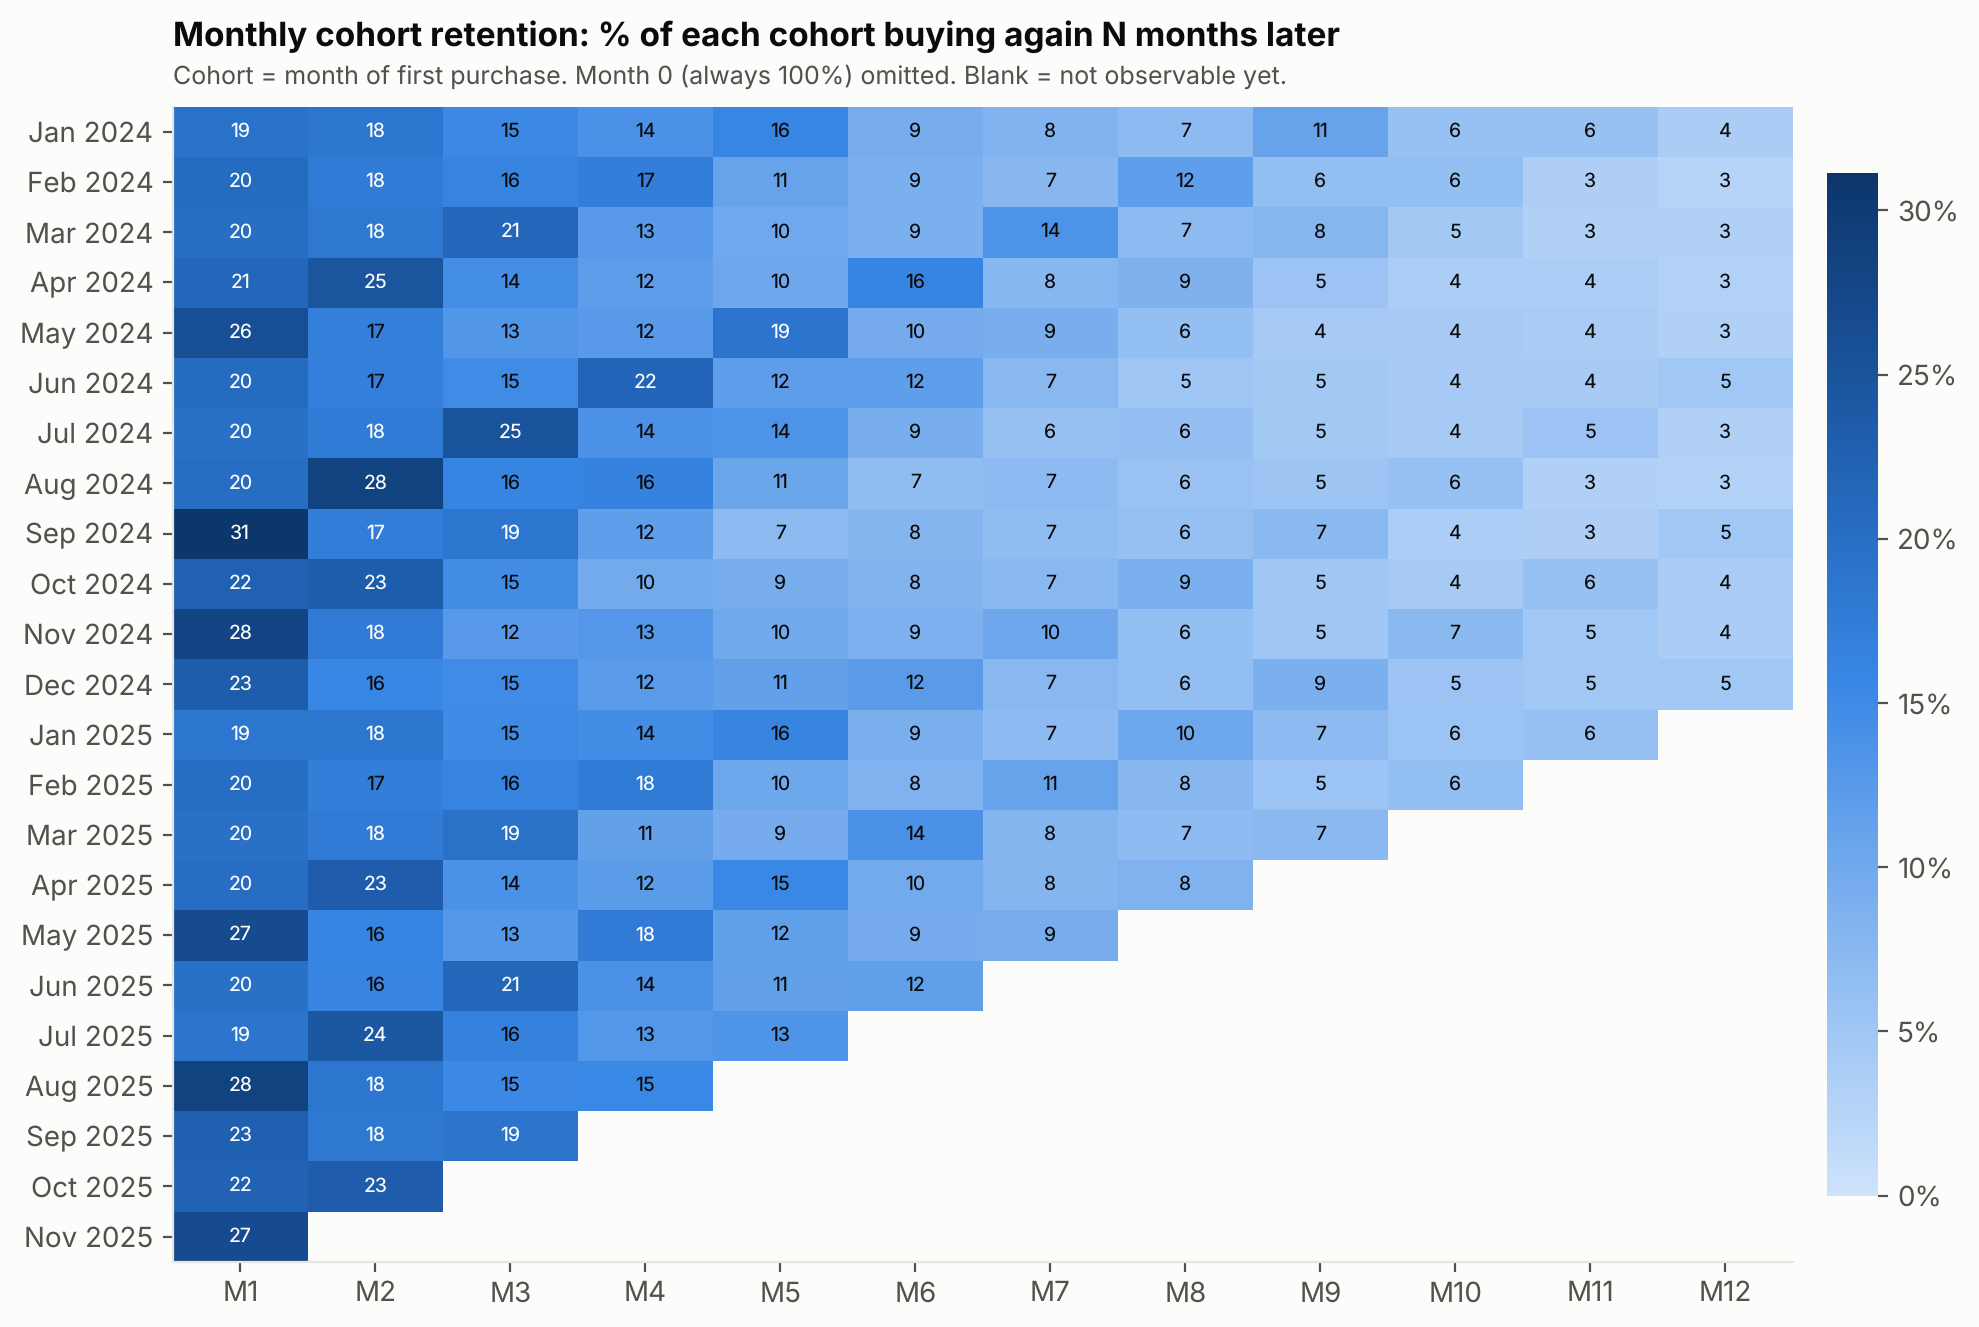 Monthly cohort retention: % of each cohort buying again N months later
Cohort = month of first purchase. Month 0 (always 100%) omitted. Blank = not observable yet.
Jan 2024 19 18 15 14 16 9 8 7 11 6 6 4
Feb 2024 20 18 16 17 11 9 7 12 6 6 3 3
Mar 2024 20 18 21 13 10 9 14 7 8 5 3 3
Apr 2024 21 25 14 12 10 16 8 9 5 4 4 3
May 2024 26 17 13 12 19 10 9 6 4 4 4 3
Jun 2024 20 17 15 22 12 12 7 5 5 4 4 5
Jul 2024 20 18 25 14 14 9 6 6 5 4 5 3
Aug 2024 20 28 16 16 11 7 7 6 5 6 3 3
Sep 2024 31 17 19 12 7 8 7 6 7 4 3 5
Oct 2024 22 23 15 10 9 8 7 9 5 4 6 4
Nov 2024 28 18 12 13 10 9 10 6 5 7 5 4
Dec 2024 23 16 15 12 11 12 7 6 9 5 5 5
Jan 2025 19 18 15 14 16 9 7 10 7 6 6
Feb 2025 20 17 16 18 10 8 11 8 5 6
Mar 2025 20 18 19 11 9 14 8 7 7
Apr 2025 20 23 14 12 15 10 8 8
May 2025 27 16 13 18 12 9 9
Jun 2025 20 16 21 14 11 12
Jul 2025 19 24 16 13 13
Aug 2025 28 18 15 15
Sep 2025 23 18 19
Oct 2025 22 23
Nov 2025 27
M1 M2 M3 M4 M5 M6 M7 M8 M9 M10 M11 M12
30%
25%
20%
15%
10%
5%
0%